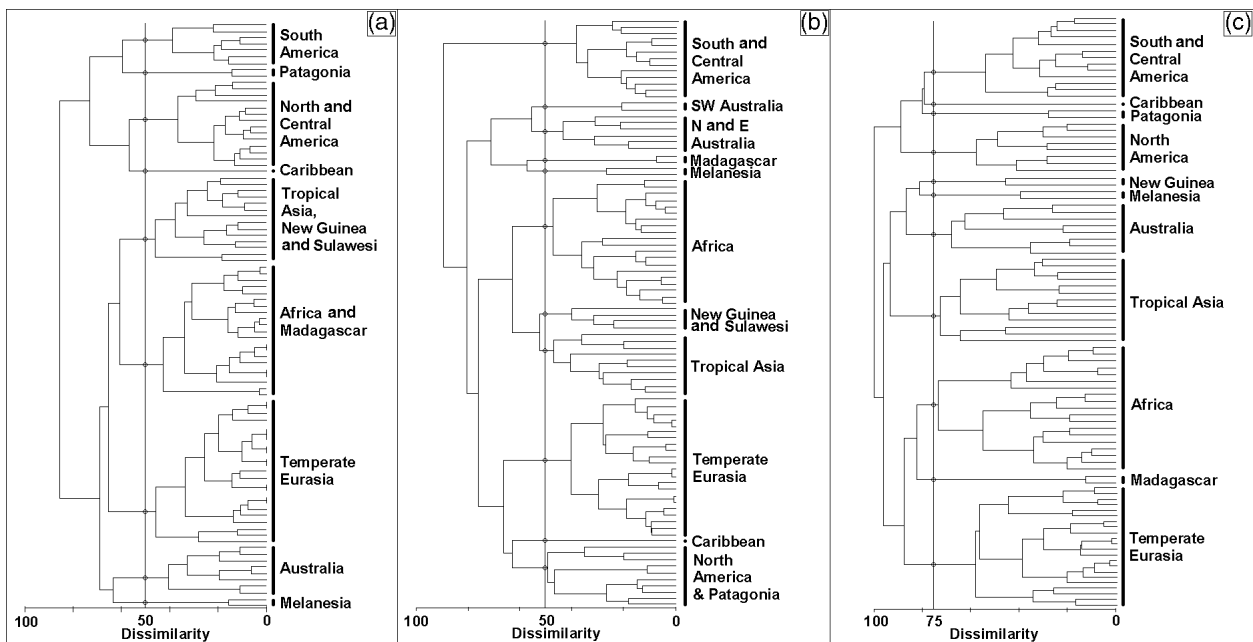 (a)
South
America
Patagonia
North and
Central
America
Caribbean
Tropical
Asia,
New Guinea
and Sulawesi
Africa and
Madagascar
Temperate
Eurasia
Australia
Melanesia
100 50 0
Dissimilarity
(b)
South and
Central
America
SW Australia
N and E
Australia
Madagascar
Melanesia
Africa
New Guinea
and Sulawesi
Tropical Asia
Temperate
Eurasia
Caribbean
North
America
& Patagonia
100 50 0
Dissimilarity
(c)
South and
Central
America
Caribbean
Patagonia
North
America
New Guinea
Melanesia
Australia
Tropical Asia
Africa
Madagascar
Temperate
Eurasia
100 75 0
Dissimilarity